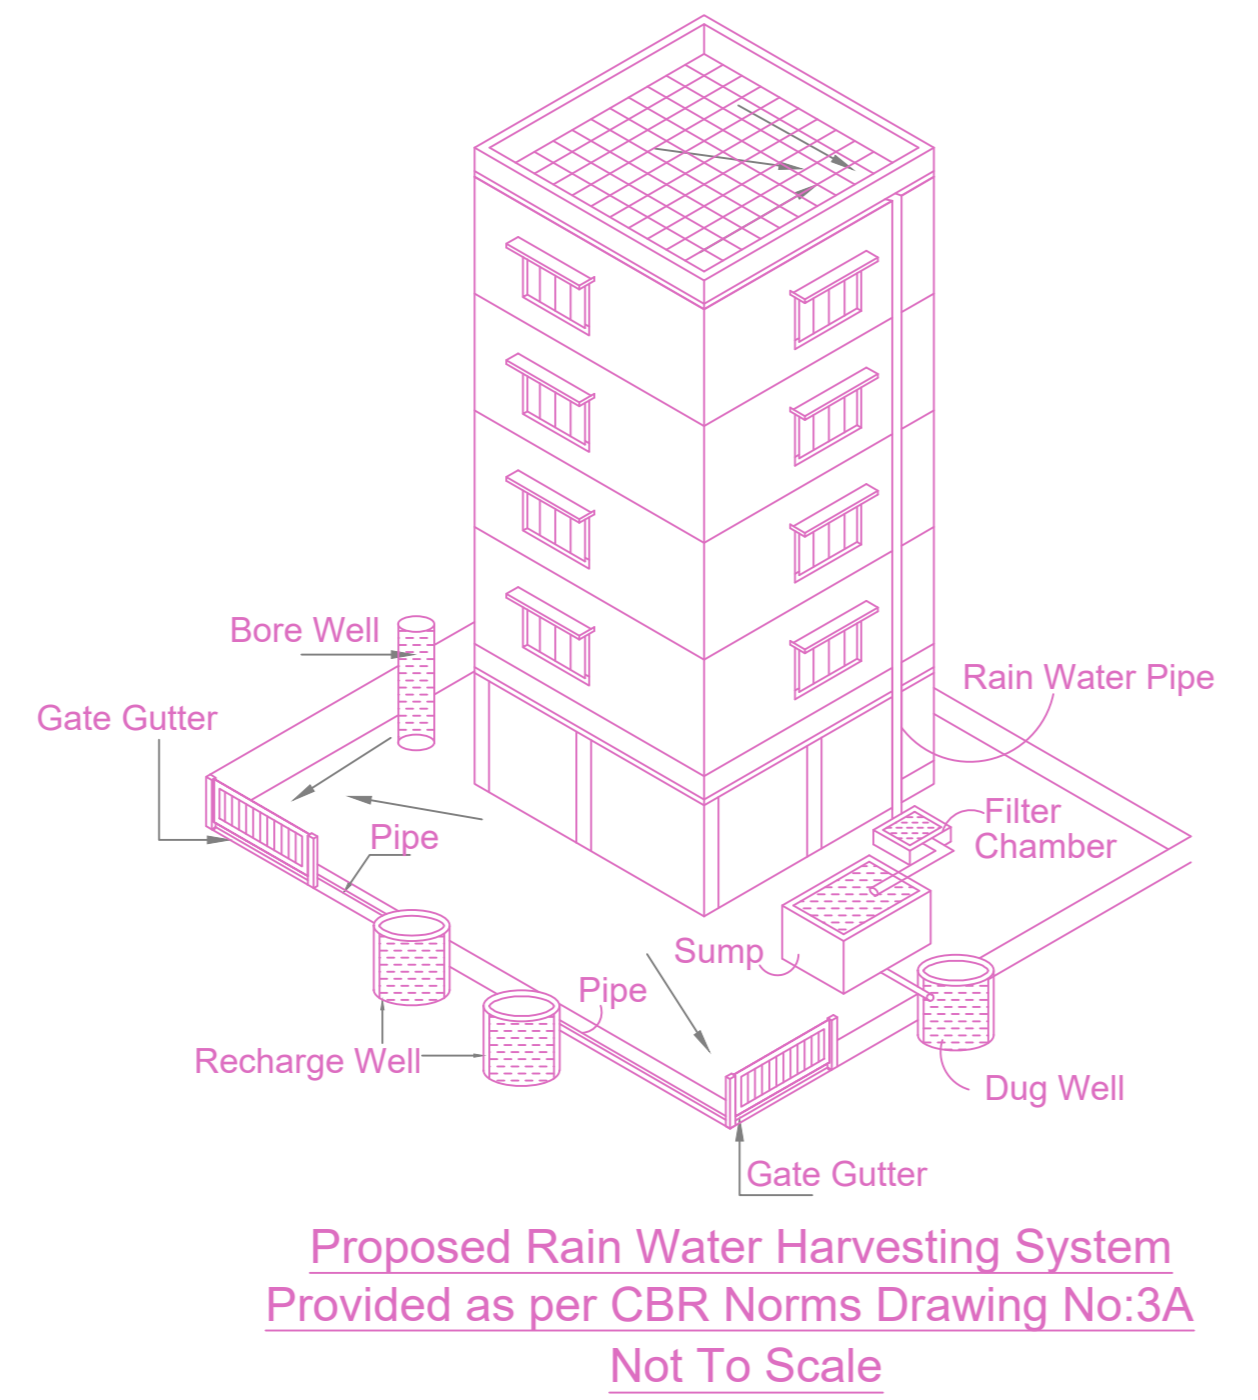 Bore Well
Rain Water Pipe
Gate Gutter
Pipe
Filter
Chamber
Sump
Pipe
Recharge Well
Dug Well
Gate Gutter
Proposed Rain Water Harvesting System
Provided as per CBR Norms Drawing No:3A
Not To Scale